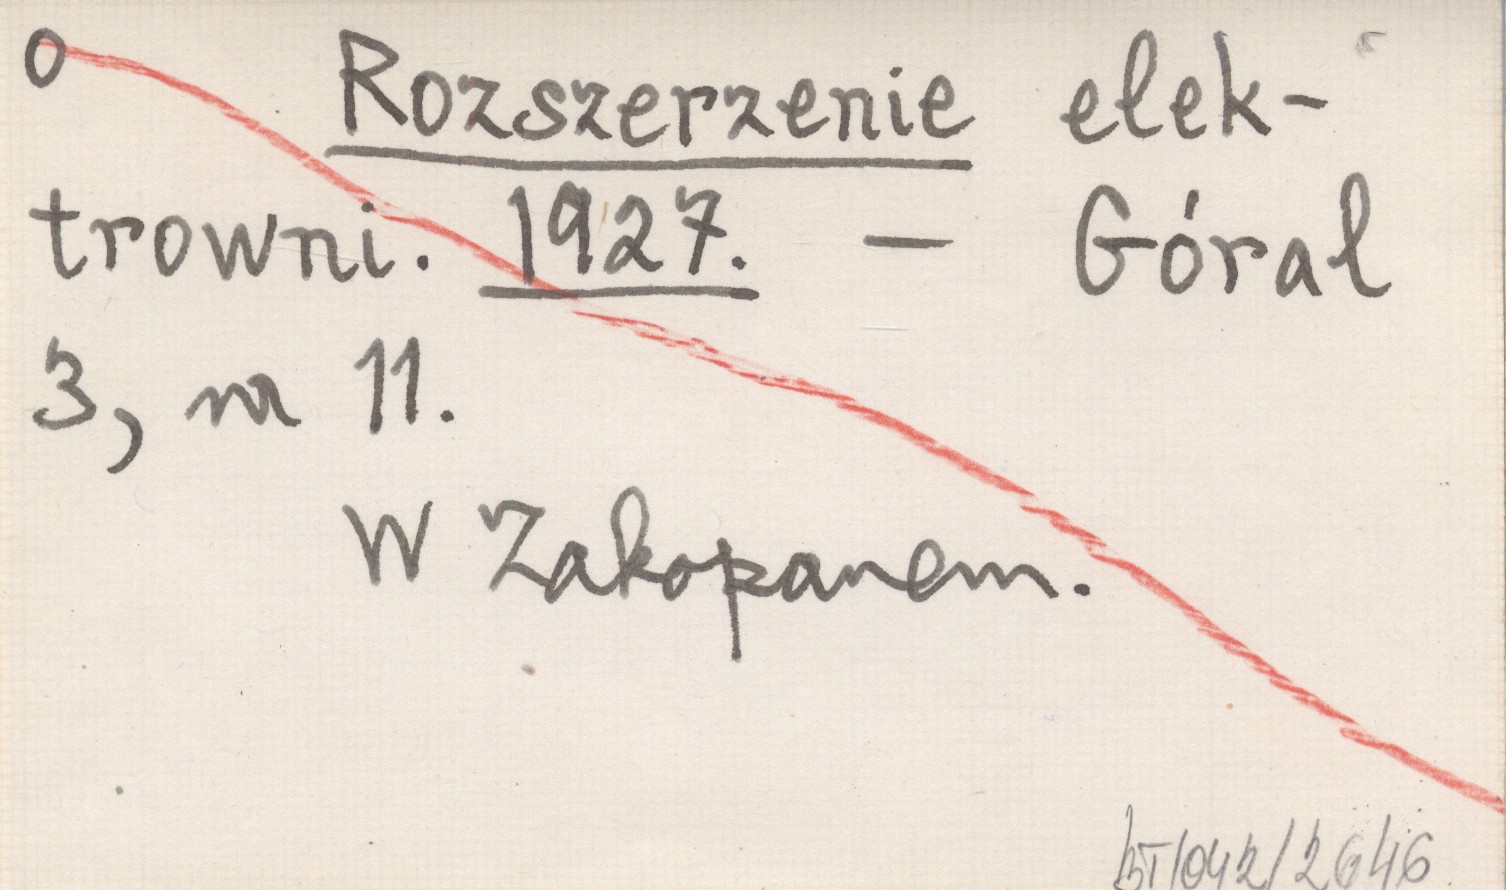 o Rozszerzenie elek-
trowni. 1927. — Góral
3, nr 11.
W Zakopanem.
BT/042/2646